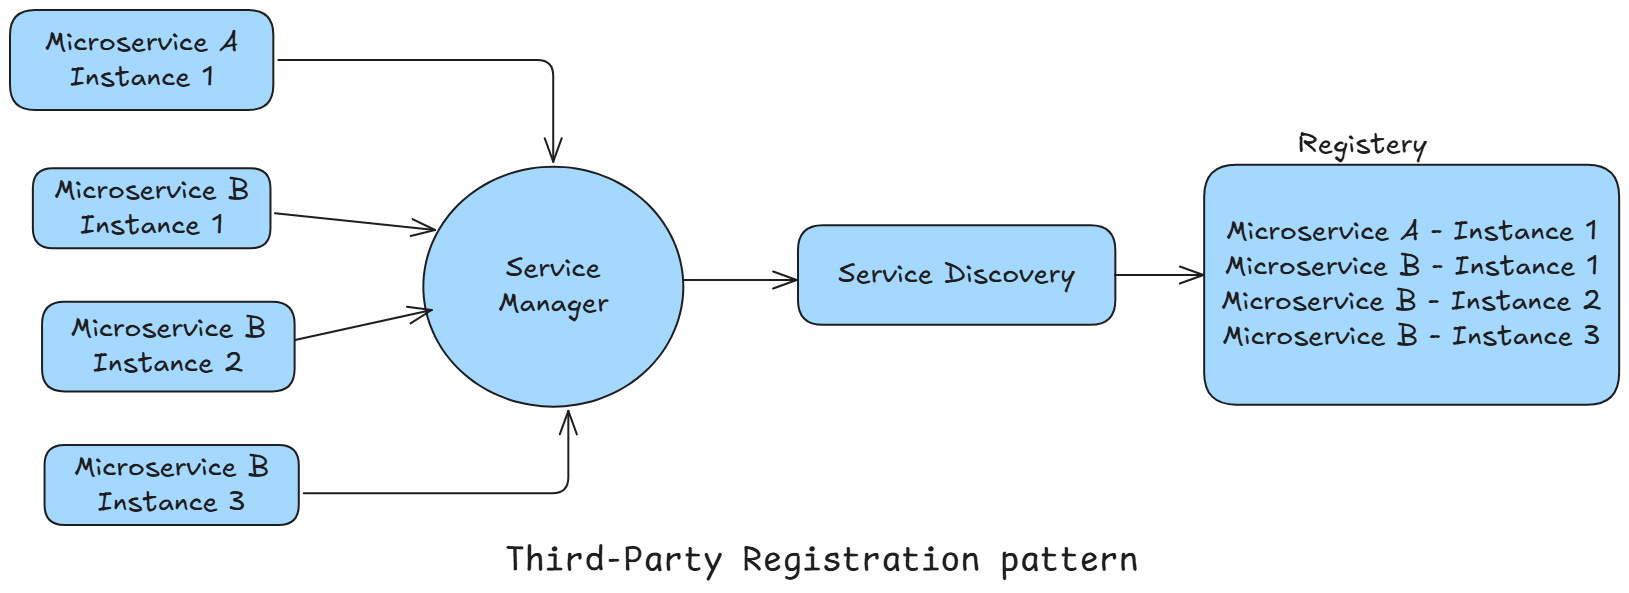 Microservice A
Instance 1
Microservice B
Instance 1
Microservice B
Instance 2
Microservice B
Instance 3
Service
Manager
Service Discovery
Registery
Microservice A - Instance 1
Microservice B - Instance 1
Microservice B - Instance 2
Microservice B - Instance 3
Third-Party Registration pattern